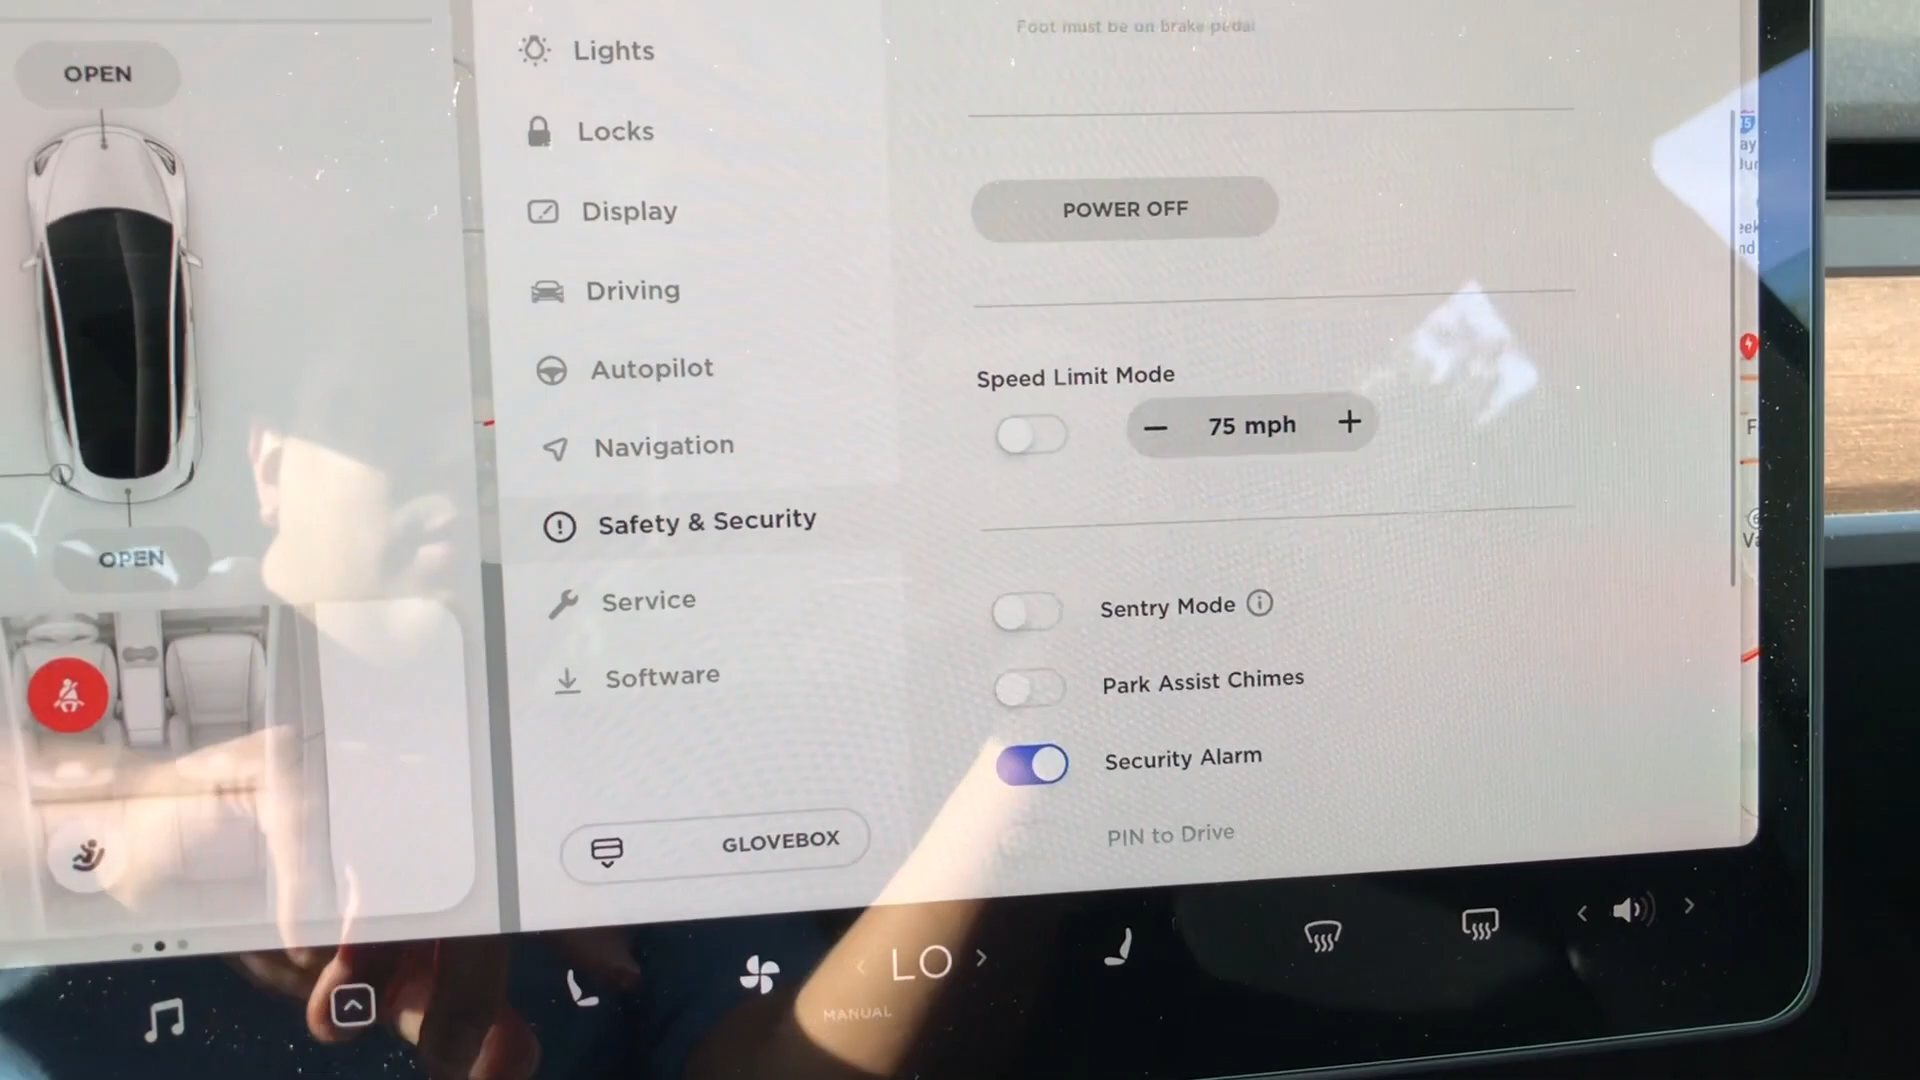 Foot must be on brake pedal
OPEN
Lights
Locks
Display
Driving
Autopilot
Navigation
Safety & Security
Service
Software
GLOVEBOX
OPEN
POWER OFF
Speed Limit Mode
75 mph
Sentry Mode
Park Assist Chimes
Security Alarm
PIN to Drive
LO
MANUAL